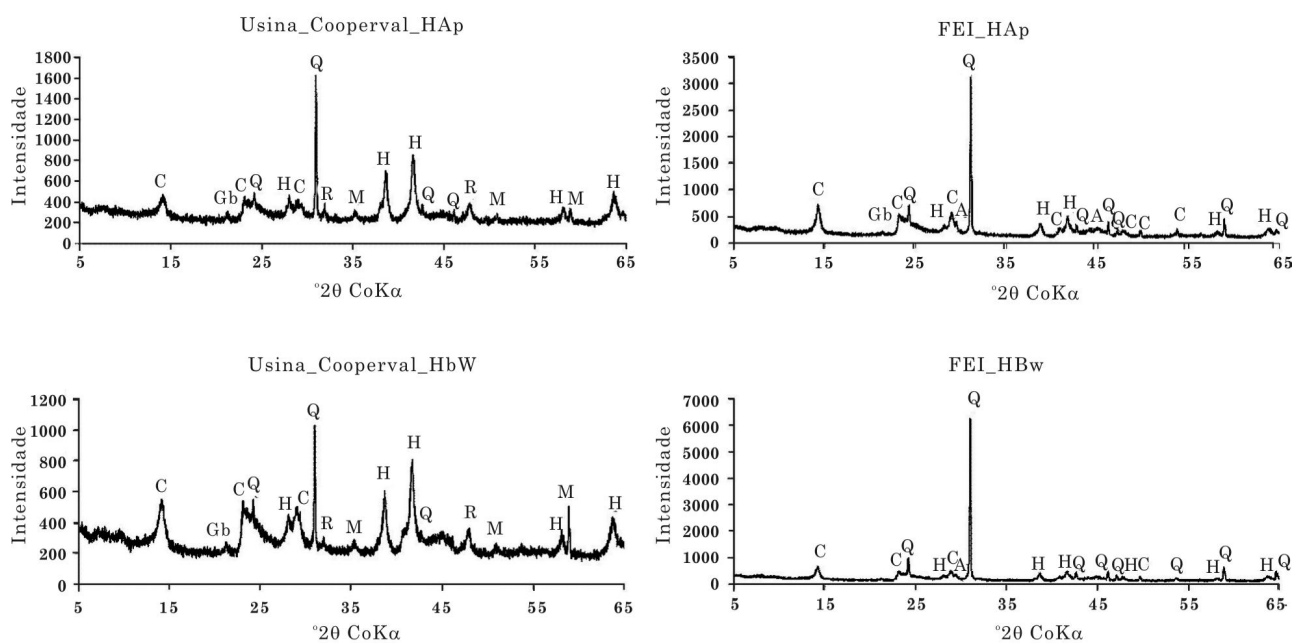 Usina_Cooperval_HAp
Intensidade
1800
1600
1400
1200
1000
800
600
400
200
0
C Gb C Q H C Q R M H H Q Q R M H M H
5 15 25 35 45 55 65
°2θ CoKα
FEI_HAp
Intensidade
3500
3000
2500
2000
1500
1000
500
0
C Gb C Q H C A Q H C H Q A Q Q C C C H Q H Q
5 15 25 35 45 55 65
°2θ CoKα
Usina_Cooperval_HbW
Intensidade
1200
1000
800
600
400
200
0
C Gb C Q H C Q R M H H Q R M H M H
5 15 25 35 45 55 65
°2θ CoKα
FEI_HBw
Intensidade
7000
6000
5000
4000
3000
2000
1000
0
C C Q H C A Q H H Q Q Q H C Q H Q H Q
5 15 25 35 45 55 65
°2θ CoKα